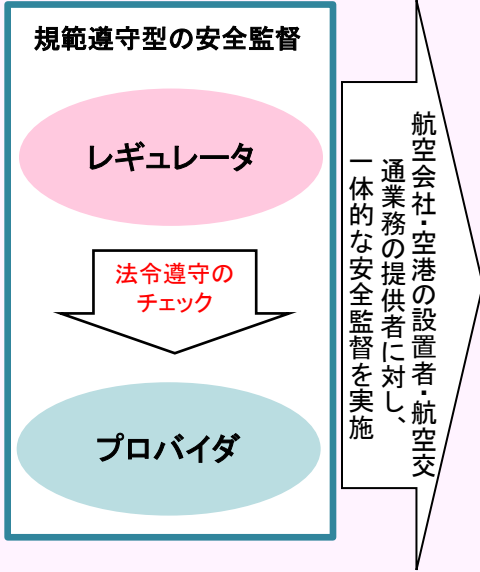 規範遵守型の安全監督
レギュレータ
法令遵守の
チェック
プロバイダ
航空会社・空港の設置者・航空交
通業務の提供者に対し、
一体的な安全監督を実施